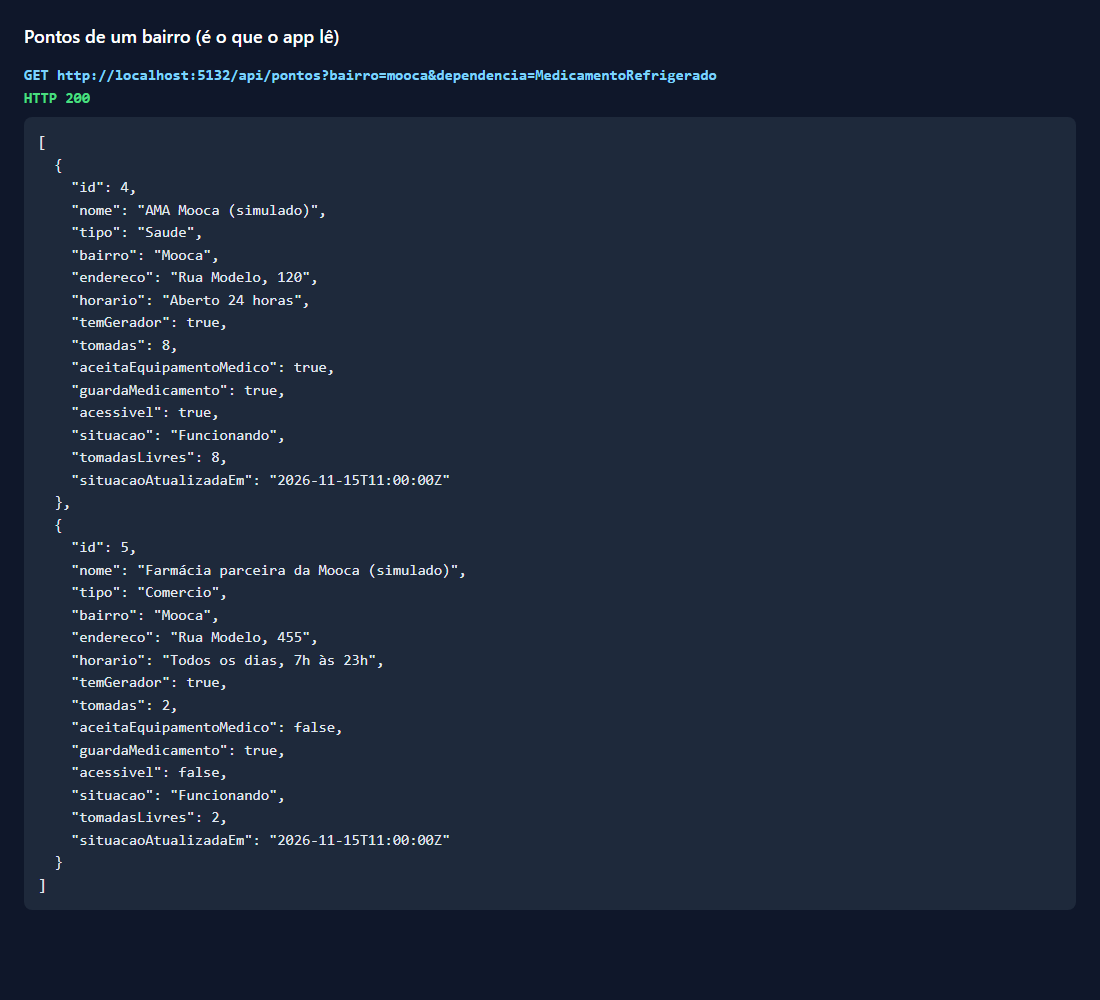 Pontos de um bairro (é o que o app lê)
GET http://localhost:5132/api/pontos?bairro=mooca&dependencia=MedicamentoRefrigerado
HTTP 200
[
  {
    "id": 4,
    "nome": "AMA Mooca (simulado)",
    "tipo": "Saude",
    "bairro": "Mooca",
    "endereco": "Rua Modelo, 120",
    "horario": "Aberto 24 horas",
    "temGerador": true,
    "tomadas": 8,
    "aceitaEquipamentoMedico": true,
    "guardaMedicamento": true,
    "acessivel": true,
    "situacao": "Funcionando",
    "tomadasLivres": 8,
    "situacaoAtualizadaEm": "2026-11-15T11:00:00Z"
  },
  {
    "id": 5,
    "nome": "Farmácia parceira da Mooca (simulado)",
    "tipo": "Comercio",
    "bairro": "Mooca",
    "endereco": "Rua Modelo, 455",
    "horario": "Todos os dias, 7h às 23h",
    "temGerador": true,
    "tomadas": 2,
    "aceitaEquipamentoMedico": false,
    "guardaMedicamento": true,
    "acessivel": false,
    "situacao": "Funcionando",
    "tomadasLivres": 2,
    "situacaoAtualizadaEm": "2026-11-15T11:00:00Z"
  }
]